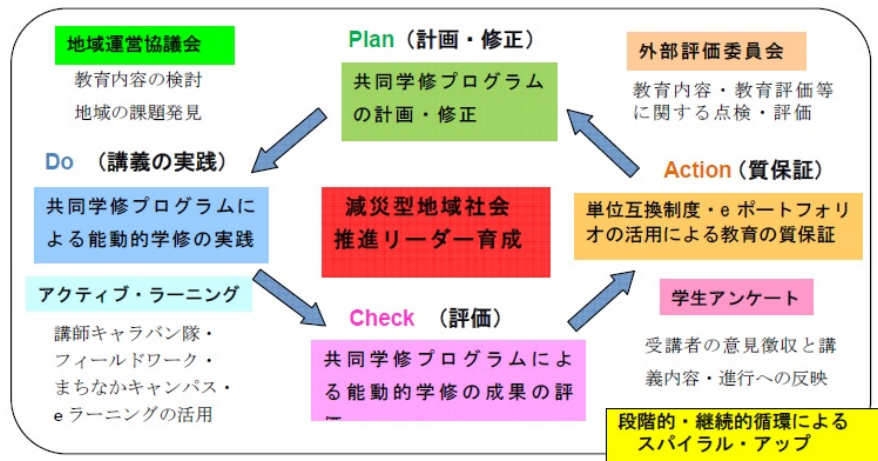 地域運営協議会
教育内容の検討
地域の課題発見
Plan（計画・修正）
共同学修プログラム
の計画・修正
外部評価委員会
教育内容・教育評価等
に関する点検・評価
Do （講義の実践）
共同学修プログラムに
よる能動的学修の実践
減災型地域社会
推進リーダー育成
Action（質保証）
単位互換制度・eポートフォリ
オの活用による教育の質保証
アクティブ・ラーニング
講師キャラバン隊・
フィールドワーク・
まちなかキャンパス・
eラーニングの活用
Check （評価）
共同学修プログラムによ
る能動的学修の成果の評
学生アンケート
受講者の意見徴収と講
義内容・進行への反映
段階的・継続的循環による
スパイラル・アップ